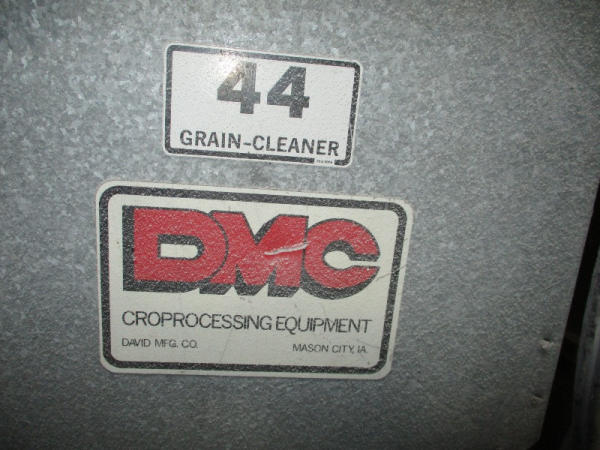 44
GRAIN-CLEANER
DMC
CROPROCESSING EQUIPMENT
DAVID MFG. CO. MASON CITY, IA.